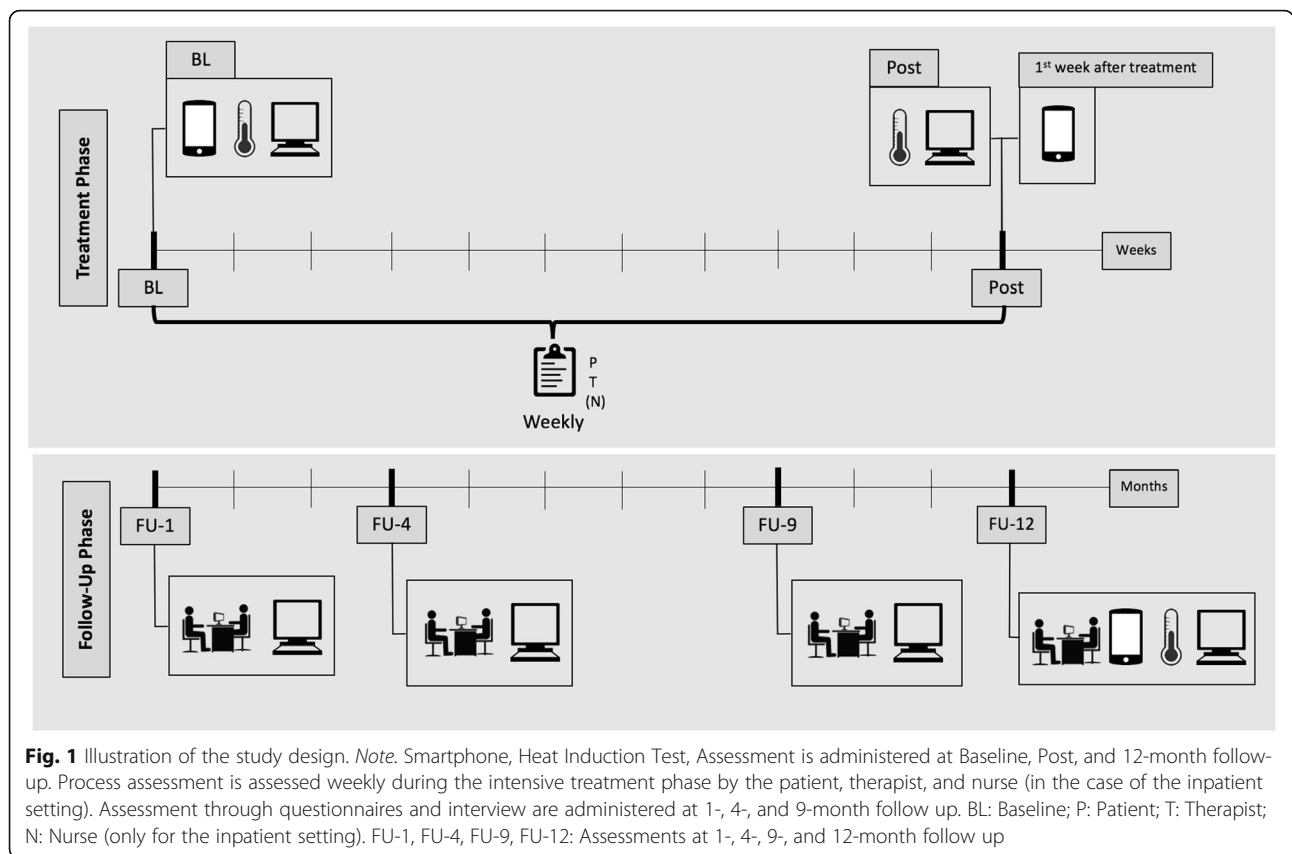 BL
Post
1st week after treatment
Treatment Phase
Weeks
BL
Post
P
T
(N)
Weekly
Follow-Up Phase
Months
FU-1
FU-4
FU-9
FU-12
Fig. 1 Illustration of the study design. Note. Smartphone, Heat Induction Test, Assessment is administered at Baseline, Post, and 12-month follow-
up. Process assessment is assessed weekly during the intensive treatment phase by the patient, therapist, and nurse (in the case of the inpatient
setting). Assessment through questionnaires and interview are administered at 1-, 4-, and 9-month follow up. BL: Baseline; P: Patient; T: Therapist;
N: Nurse (only for the inpatient setting). FU-1, FU-4, FU-9, FU-12: Assessments at 1-, 4-, 9-, and 12-month follow up